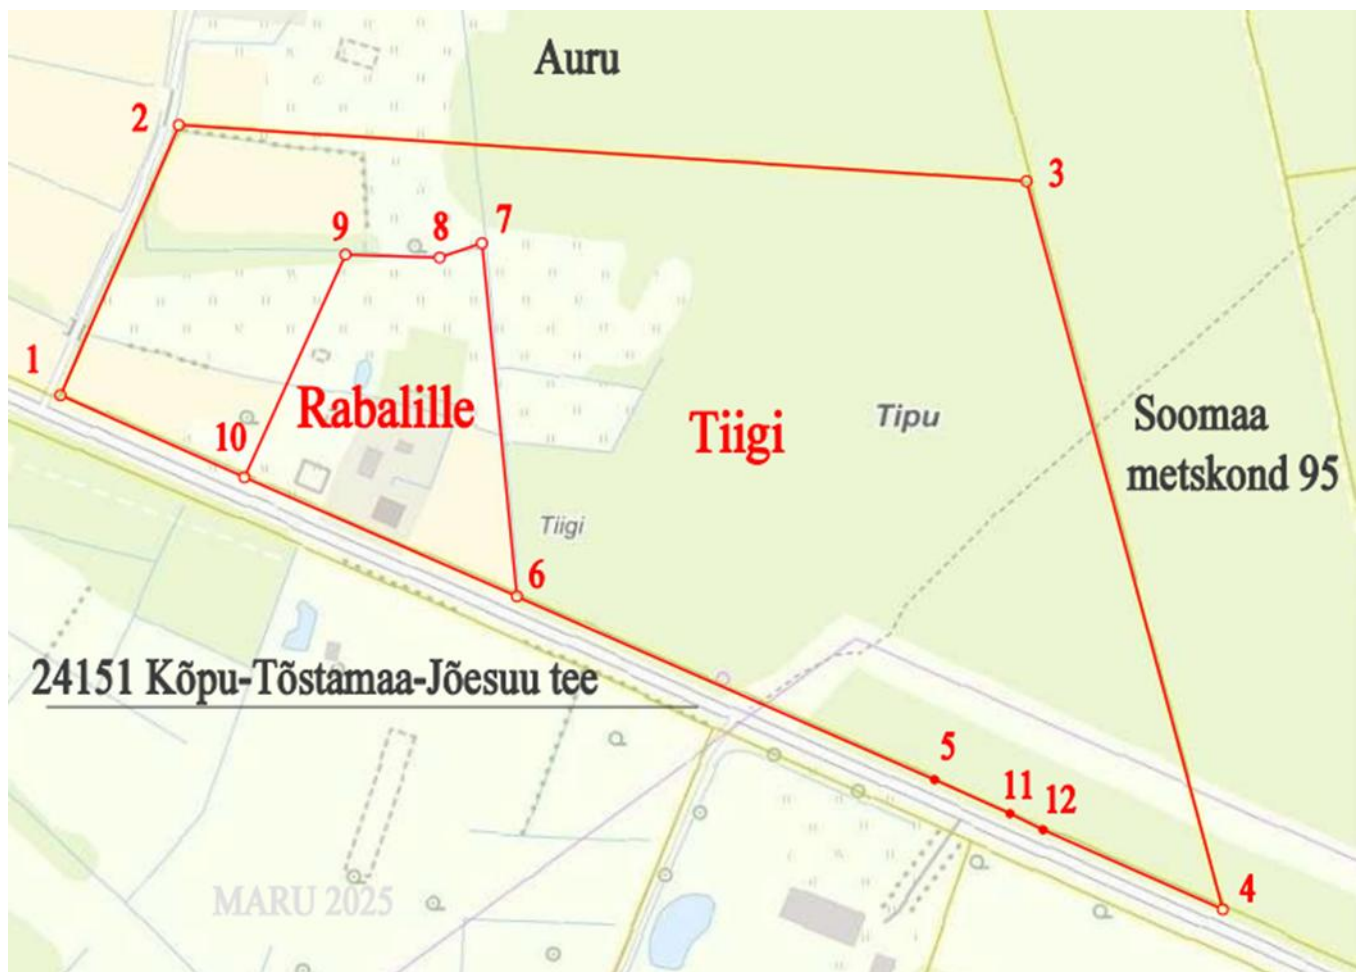 Auru
2
3
9
8
7
1
Rabalille
Tiigi
Tipu
Soomaa
metskond 95
10
Tiigi
6
24151 Kõpu-Tõstamaa-Jõesuu tee
5
11
12
4
MARU 2025